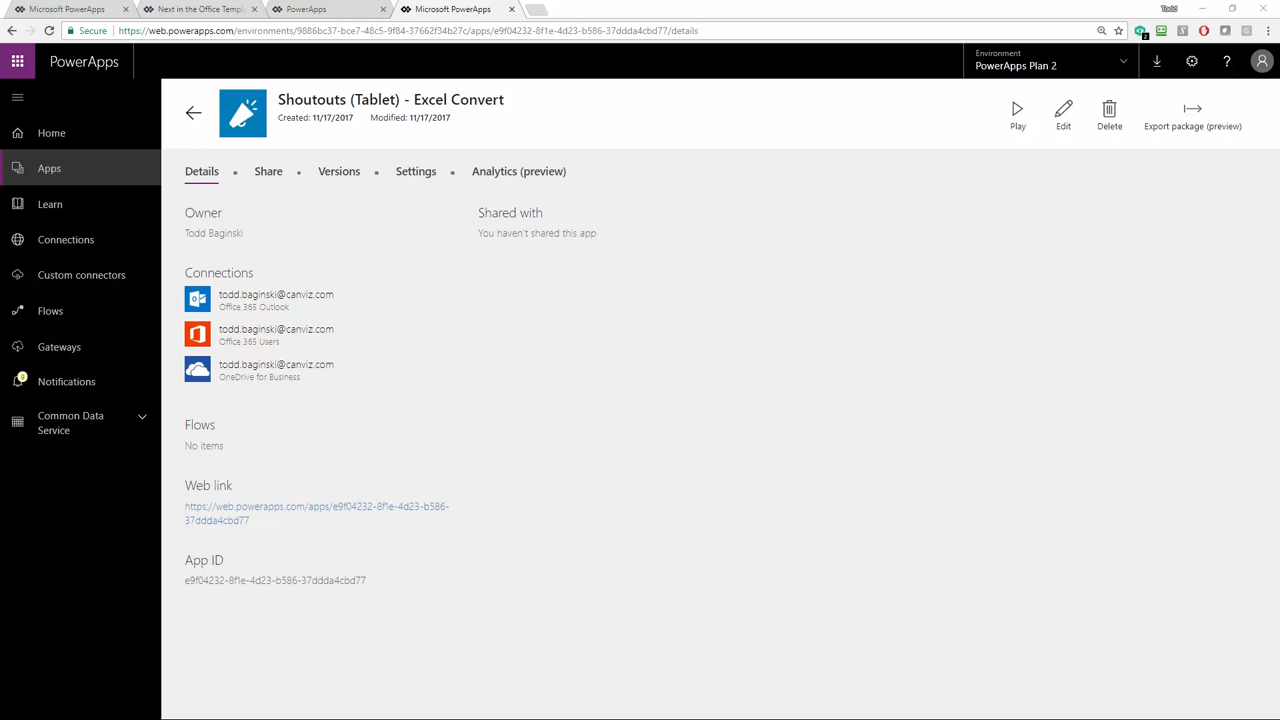 Microsoft PowerApps
Next in the Office Templ
PowerApps
Microsoft PowerApps
Todd
Secure
https://web.powerapps.com/environments/9886bc37-bce7-48c5-9f84-37662f34b27c/apps/e9f04232-8f1e-4d23-b586-37ddda4cbd77/details
PowerApps
Environment
PowerApps Plan 2
?
Shoutouts (Tablet) - Excel Convert
Created: 11/17/2017 Modified: 11/17/2017
Play
Edit
Delete
Export package (preview)
Home
Apps
Learn
Connections
Custom connectors
Flows
Gateways
Notifications
Common Data
Service
Details
Share
Versions
Settings
Analytics (preview)
Owner
Todd Baginski
Shared with
You haven't shared this app
Connections
todd.baginski@canviz.com
Office 365 Outlook
todd.baginski@canviz.com
Office 365 Users
todd.baginski@canviz.com
OneDrive for Business
Flows
No items
Web link
https://web.powerapps.com/apps/e9f04232-8f1e-4d23-b586-
37ddda4cbd77
App ID
e9f04232-8f1e-4d23-b586-37ddda4cbd77